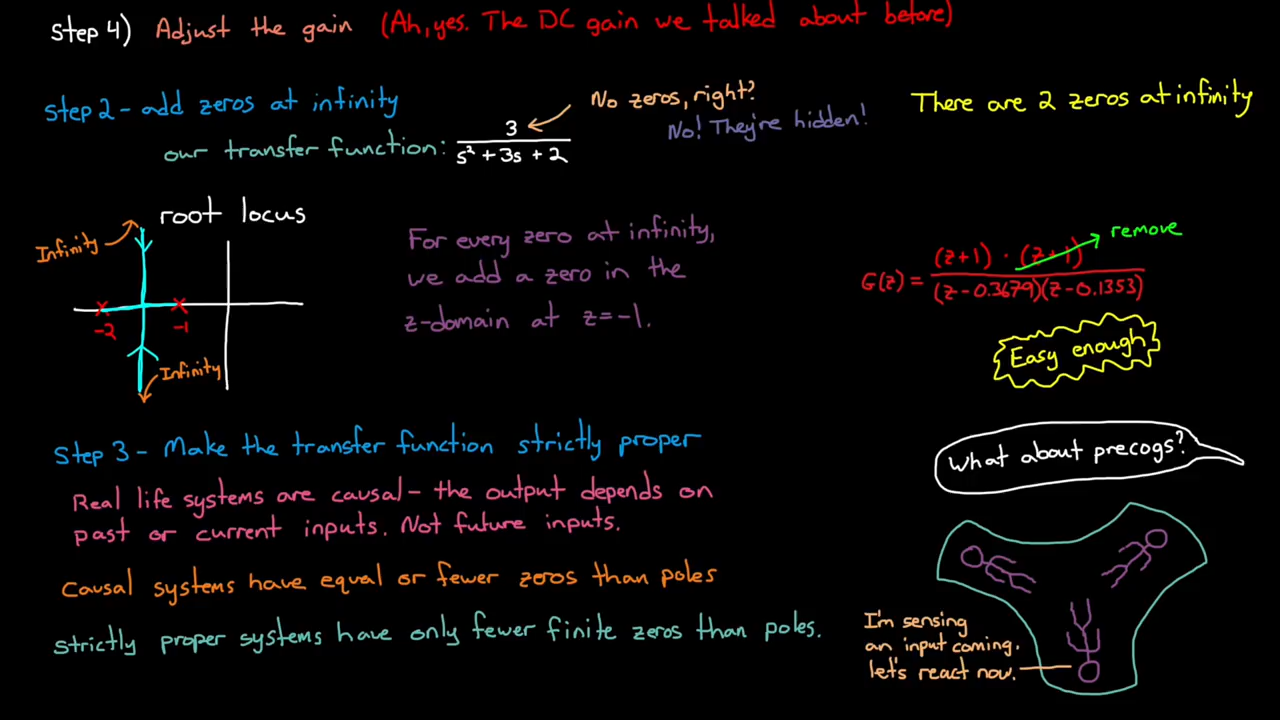 Step 4) Adjust the gain (Ah, yes. The DC gain we talked about before)
Step 2 - add zeros at infinity
No zeros, right?
No! They're hidden!
There are 2 zeros at infinity
our transfer function: 3 / s² + 3s + 2
root locus
Infinity
-2
-1
Infinity
For every zero at infinity,
we add a zero in the
z-domain at z=-1.
remove
G(z) = (z+1) · (z+1) / (z-0.3679)(z-0.1353)
Easy enough
Step 3 - Make the transfer function strictly proper
Real life systems are causal - the output depends on
past or current inputs. Not future inputs.
Causal systems have equal or fewer zeros than poles
Strictly proper systems have only fewer finite zeros than poles.
What about precogs?
I'm sensing
an input coming.
let's react now.